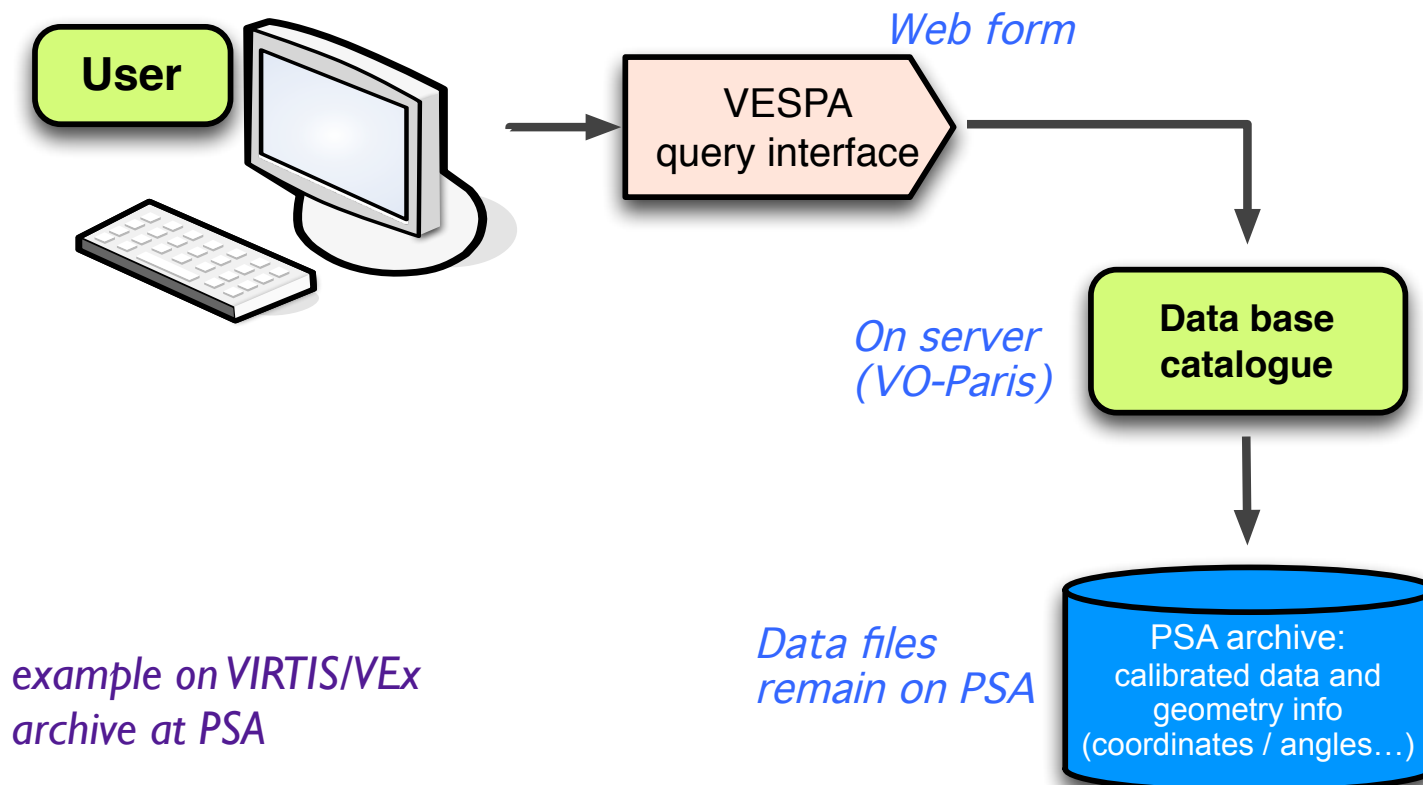 Web form
User
VESPA
query interface
On server
(VO-Paris)
Data base
catalogue
Data files
remain on PSA
PSA archive:
calibrated data and
geometry info
(coordinates / angles…)
example on VIRTIS/VEx
archive at PSA